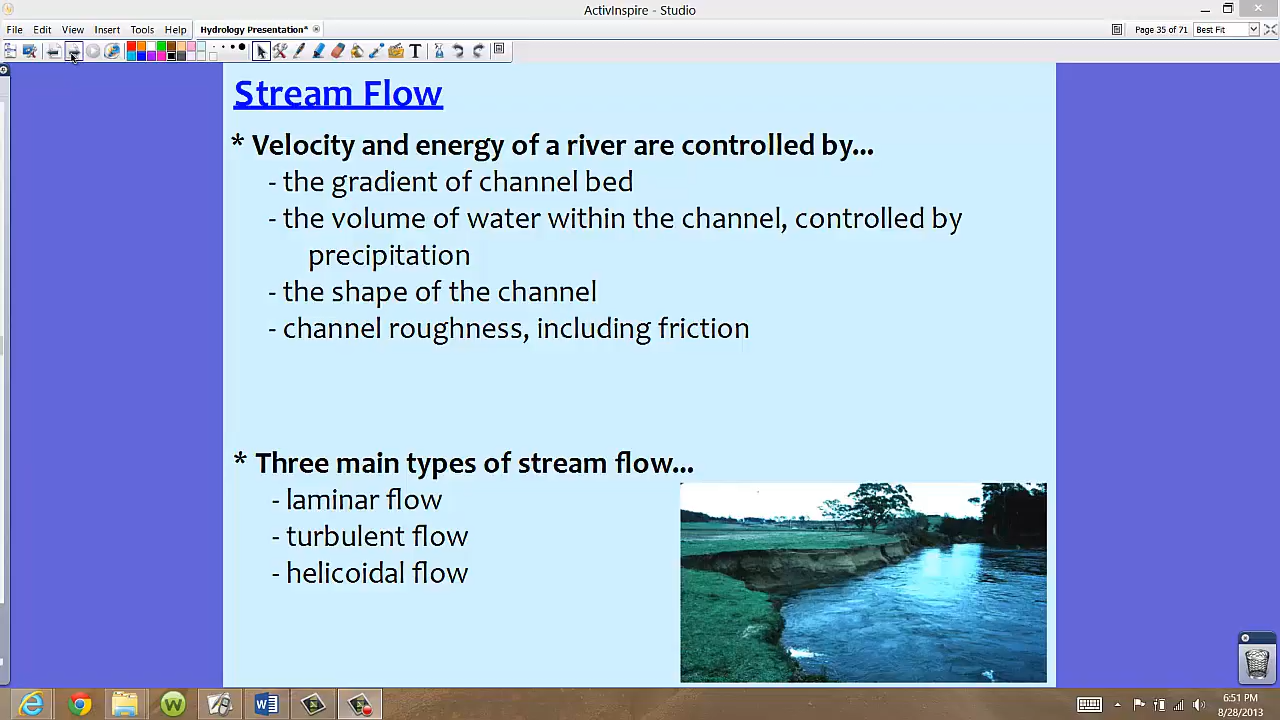 ActivInspire - Studio
File Edit View Insert Tools Help Hydrology Presentation* Page 35 of 71 Best Fit
Stream Flow
* Velocity and energy of a river are controlled by...
- the gradient of channel bed
- the volume of water within the channel, controlled by
precipitation
- the shape of the channel
- channel roughness, including friction
* Three main types of stream flow...
- laminar flow
- turbulent flow
- helicoidal flow
6:51 PM
8/28/2013